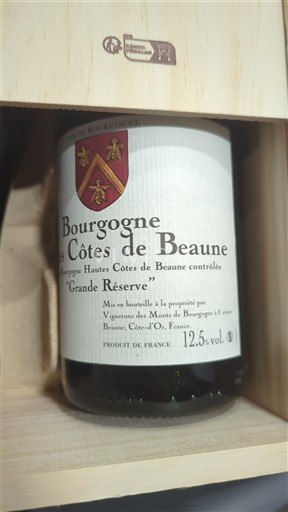 DE BOURGOGNE
Bourgogne
Côtes de Beaune
Hautes Côtes de Beaune contrôlée
"Grande Réserve"
Mis en bouteille à la propriété par
Vignerons des Monts de Bourgogne à
Beaune, Côte-d'Or, France.
PRODUIT DE FRANCE
12.5% vol.